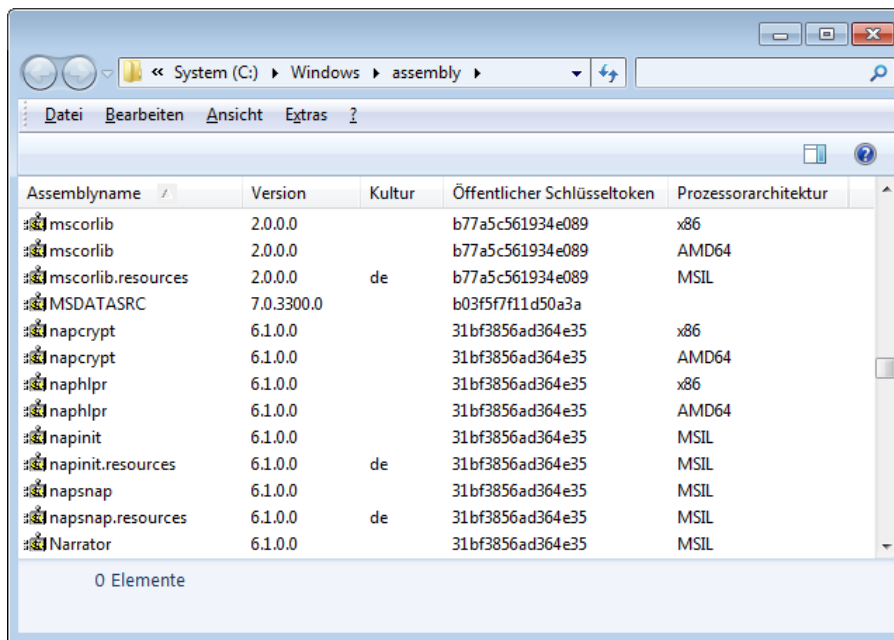 « System (C:) ▸ Windows ▸ assembly ▸
Datei Bearbeiten Ansicht Extras ?
Assemblyname Version Kultur Öffentlicher Schlüsseltoken Prozessorarchitektur
mscorlib 2.0.0.0 b77a5c561934e089 x86
mscorlib 2.0.0.0 b77a5c561934e089 AMD64
mscorlib.resources 2.0.0.0 de b77a5c561934e089 MSIL
MSDATASRC 7.0.3300.0 b03f5f7f11d50a3a
napcrypt 6.1.0.0 31bf3856ad364e35 x86
napcrypt 6.1.0.0 31bf3856ad364e35 AMD64
naphlpr 6.1.0.0 31bf3856ad364e35 x86
naphlpr 6.1.0.0 31bf3856ad364e35 AMD64
napinit 6.1.0.0 31bf3856ad364e35 MSIL
napinit.resources 6.1.0.0 de 31bf3856ad364e35 MSIL
napsnap 6.1.0.0 31bf3856ad364e35 MSIL
napsnap.resources 6.1.0.0 de 31bf3856ad364e35 MSIL
Narrator 6.1.0.0 31bf3856ad364e35 MSIL
0 Elemente